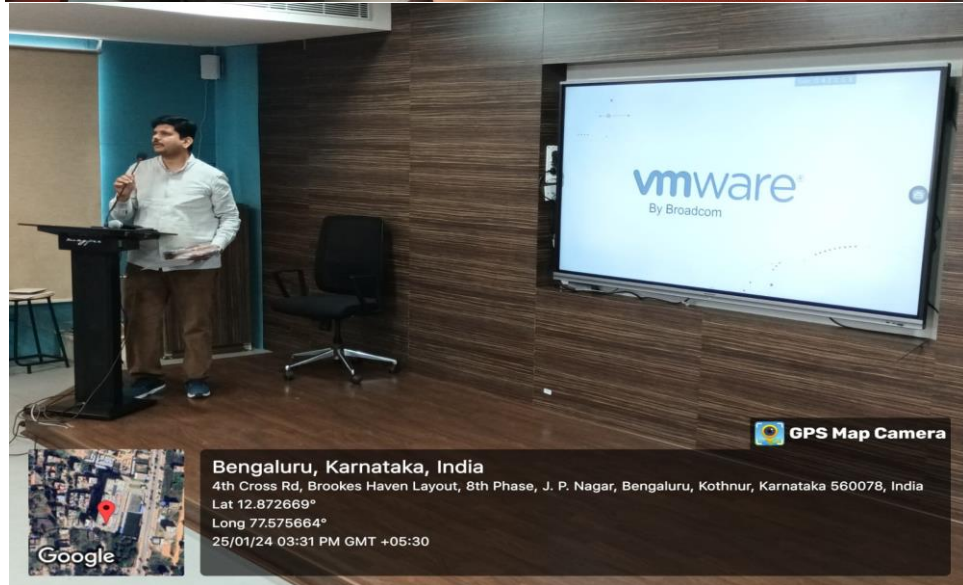 vmware®
By Broadcom
GPS Map Camera
Bengaluru, Karnataka, India
4th Cross Rd, Brookes Haven Layout, 8th Phase, J. P. Nagar, Bengaluru, Kothnur, Karnataka 560078, India
Lat 12.872669°
Long 77.575664°
25/01/24 03:31 PM GMT +05:30
Google